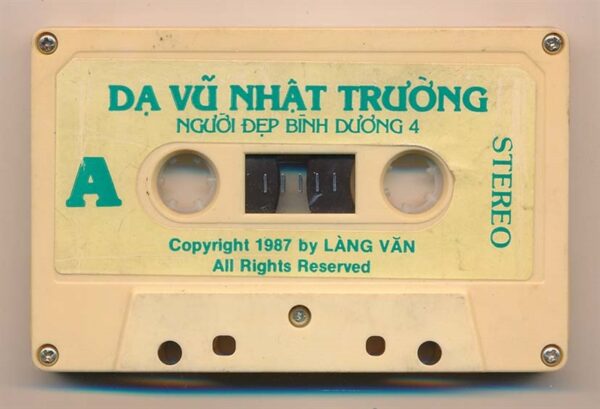 DẠ VŨ NHẬT TRƯỜNG
NGƯỜI ĐẸP BÌNH DƯƠNG 4
A
STEREO
Copyright 1987 by LÀNG VĂN
All Rights Reserved